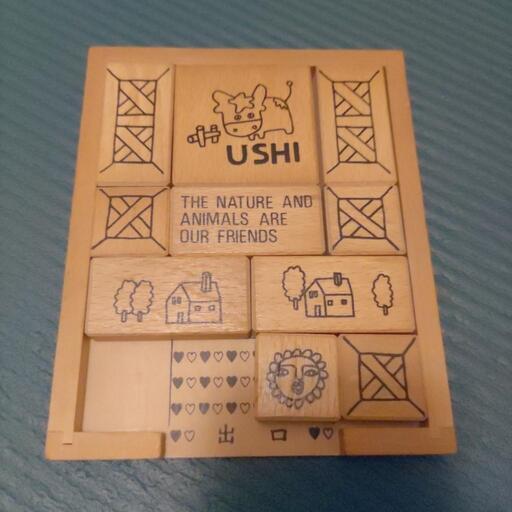 USHI
THE NATURE AND
ANIMALS ARE
OUR FRIENDS
出 口